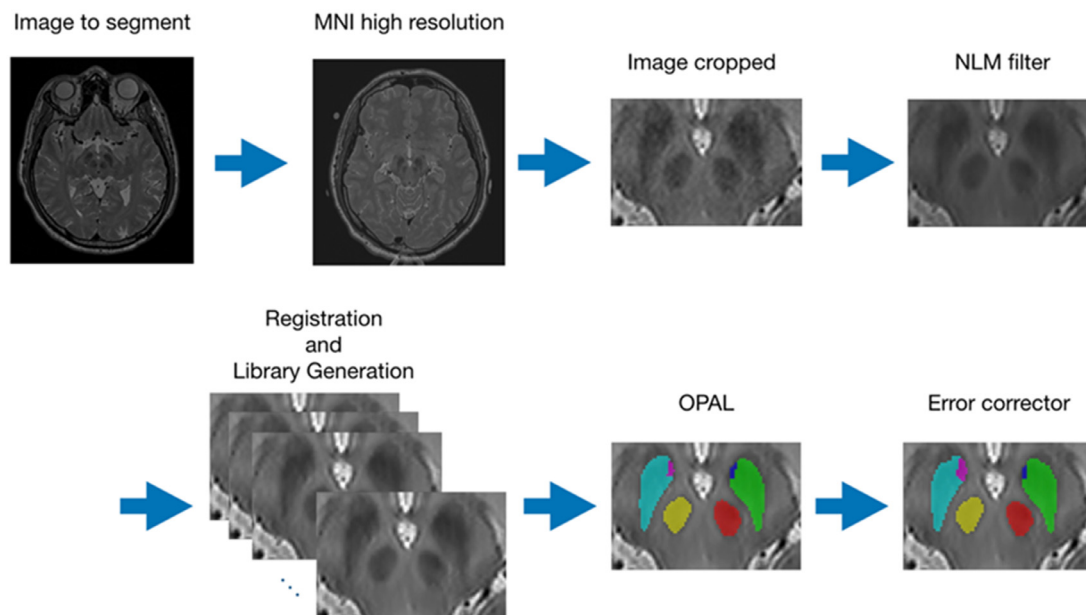 Image to segment
MNI high resolution
Image cropped
NLM filter
Registration
and
Library Generation
OPAL
Error corrector